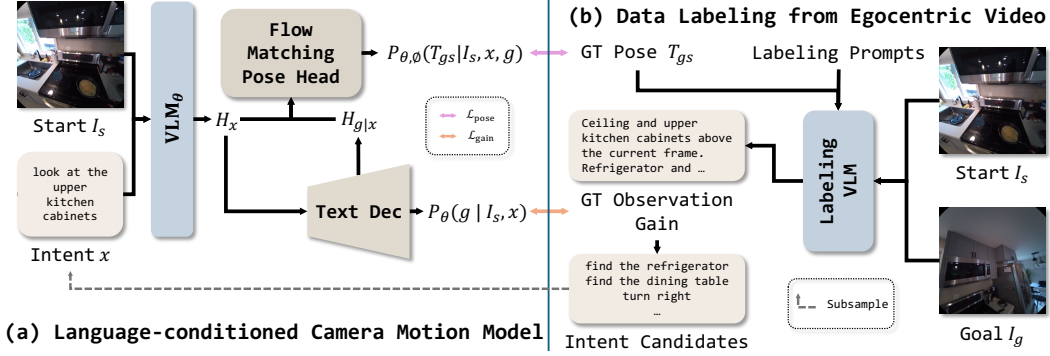 Start I_s
look at the
upper
kitchen
cabinets
Intent x
VLM_θ
H_x
Flow
Matching
Pose Head
H_{g|x}
Text Dec
P_{θ,∅}(T_{gs}|I_s, x, g)
ℒ_pose
ℒ_gain
P_θ(g | I_s, x)
(a) Language-conditioned Camera Motion Model
(b) Data Labeling from Egocentric Video
GT Pose T_{gs}
Labeling Prompts
Ceiling and upper
kitchen cabinets above
the current frame.
Refrigerator and …
GT Observation
Gain
find the refrigerator
find the dining table
turn right
…
Intent Candidates
Labeling
VLM
Subsample
Start I_s
Goal I_g